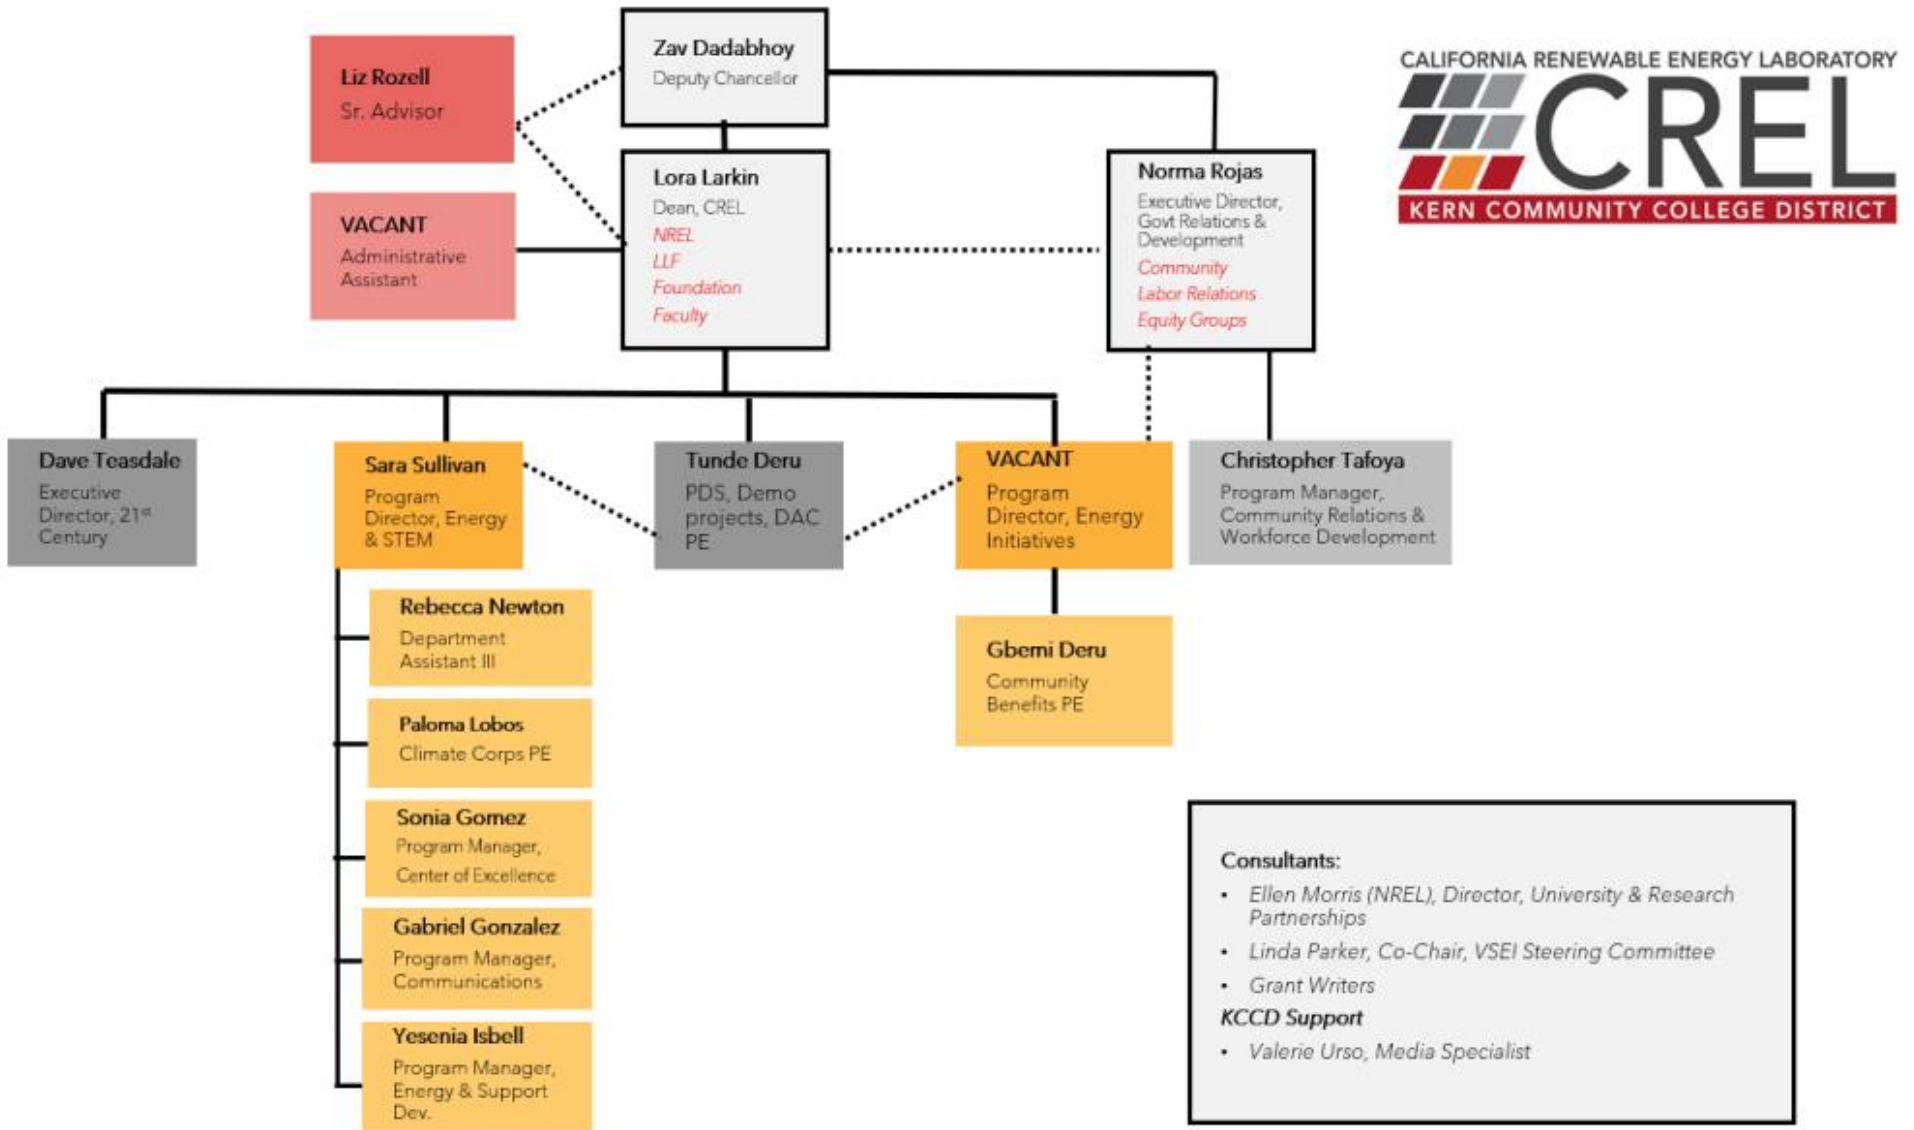 Zav Dadabhoy
Deputy Chancellor
Liz Rozell
Sr. Advisor
CALIFORNIA RENEWABLE ENERGY LABORATORY
CREL
KERN COMMUNITY COLLEGE DISTRICT
VACANT
Administrative
Assistant
Lora Larkin
Dean, CREL
NREL
LLF
Foundation
Faculty
Norma Rojas
Executive Director,
Govt Relations &
Development
Community
Labor Relations
Equity Groups
Dave Teasdale
Executive
Director, 21st
Century
Sara Sullivan
Program
Director, Energy
& STEM
Tunde Deru
PDS, Demo
projects, DAC
PE
VACANT
Program
Director, Energy
Initiatives
Christopher Tafoya
Program Manager,
Community Relations &
Workforce Development
Rebecca Newton
Department
Assistant III
Paloma Lobos
Climate Corps PE
Sonia Gomez
Program Manager,
Center of Excellence
Gabriel Gonzalez
Program Manager,
Communications
Yesenia Isbell
Program Manager,
Energy & Support
Dev.
Gbemi Deru
Community
Benefits PE
Consultants:
• Ellen Morris (NREL), Director, University & Research
Partnerships
• Linda Parker, Co-Chair, VSEI Steering Committee
• Grant Writers
KCCD Support
• Valerie Urso, Media Specialist